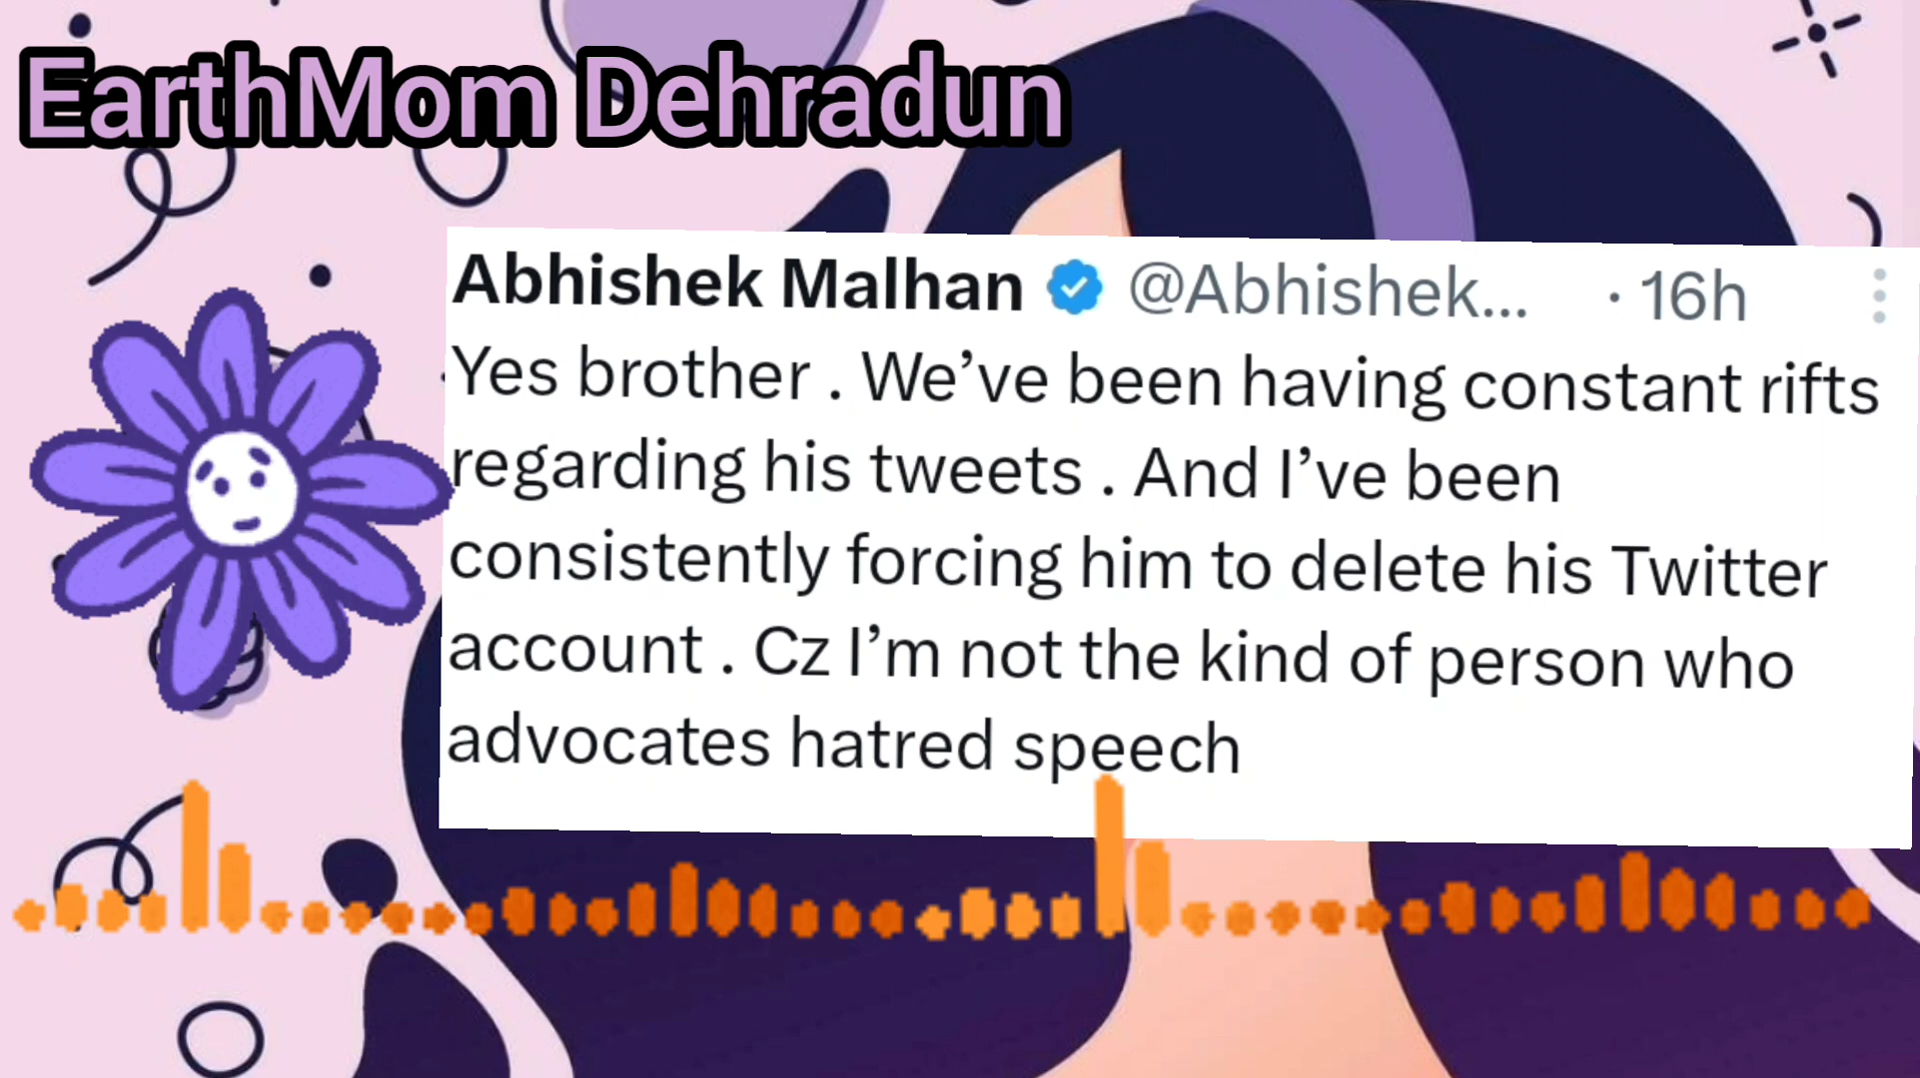 EarthMom Dehradun
Abhishek Malhan @Abhishek... · 16h
Yes brother . We’ve been having constant rifts
regarding his tweets . And I’ve been
consistently forcing him to delete his Twitter
account . Cz I’m not the kind of person who
advocates hatred speech